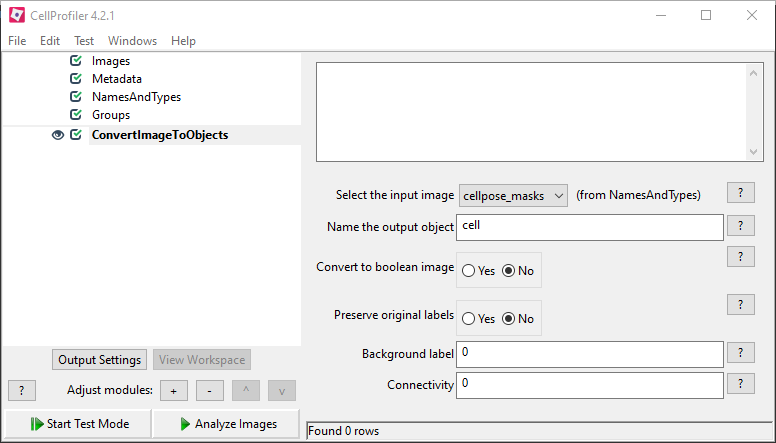 CellProfiler 4.2.1
File Edit Test Windows Help
Images
Metadata
NamesAndTypes
Groups
ConvertImageToObjects
Select the input image cellpose_masks (from NamesAndTypes) ?
Name the output object cell ?
Convert to boolean image Yes No ?
Preserve original labels Yes No ?
Background label 0 ?
Connectivity 0 ?
Output Settings View Workspace
? Adjust modules: + - ^ v
Start Test Mode Analyze Images
Found 0 rows